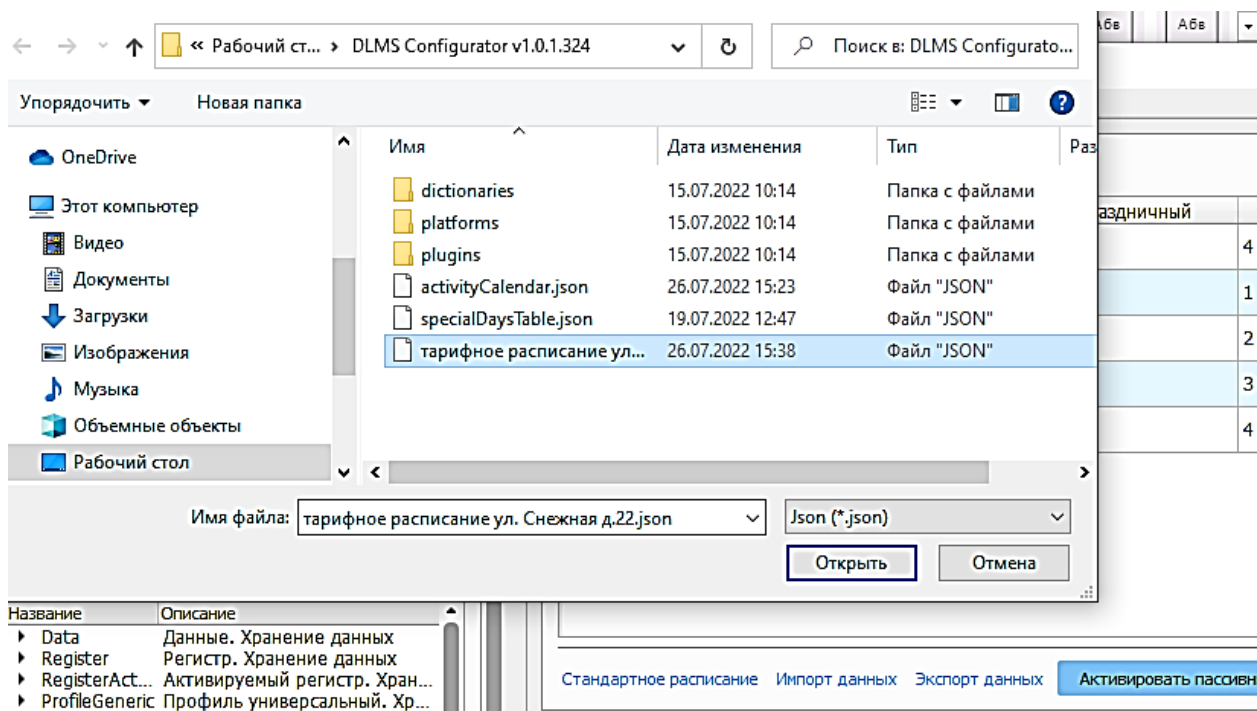 абв Абв
« Рабочий ст... › DLMS Configurator v1.0.1.324 Поиск в: DLMS Configurato...
Упорядочить Новая папка ?
Имя Дата изменения Тип Раз
OneDrive
Этот компьютер
Видео
Документы
Загрузки
Изображения
Музыка
Объемные объекты
Рабочий стол
dictionaries 15.07.2022 10:14 Папка с файлами
platforms 15.07.2022 10:14 Папка с файлами
plugins 15.07.2022 10:14 Папка с файлами
activityCalendar.json 26.07.2022 15:23 Файл "JSON"
specialDaysTable.json 19.07.2022 12:47 Файл "JSON"
тарифное расписание ул... 26.07.2022 15:38 Файл "JSON"
аздничный
4
1
2
3
4
Имя файла: тарифное расписание ул. Снежная д.22.json Json (*.json)
Открыть Отмена
Название Описание
Data Данные. Хранение данных
Register Регистр. Хранение данных
RegisterAct... Активируемый регистр. Хран...
ProfileGeneric Профиль универсальный. Хр...
Стандартное расписание Импорт данных Экспорт данных Активировать пассивн